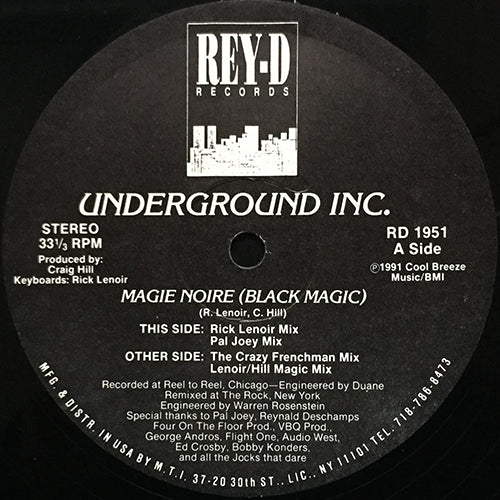 REY-D
RECORDS
UNDERGROUND INC.
STEREO
33 1/3 RPM
RD 1951
A Side
Produced by:
Craig Hill
Keyboards: Rick Lenoir
℗1991 Cool Breeze
Music/BMI
MAGIE NOIRE (BLACK MAGIC)
(R. Lenoir, C. Hill)
THIS SIDE: Rick Lenoir Mix
Pal Joey Mix
OTHER SIDE: The Crazy Frenchman Mix
Lenoir/Hill Magic Mix
Recorded at Reel to Reel, Chicago—Engineered by Duane
Remixed at The Rock, New York
Engineered by Warren Rosenstein
Special thanks to Pal Joey, Reynald Deschamps
Four On The Floor Prod., VBQ Prod.,
George Andros, Flight One, Audio West,
Ed Crosby, Bobby Konders,
and all the Jocks that dare
MFG. & DISTR. IN USA BY M.T.I. 37-20 30th ST., LIC., NY 11101 TEL. 718-786-8473